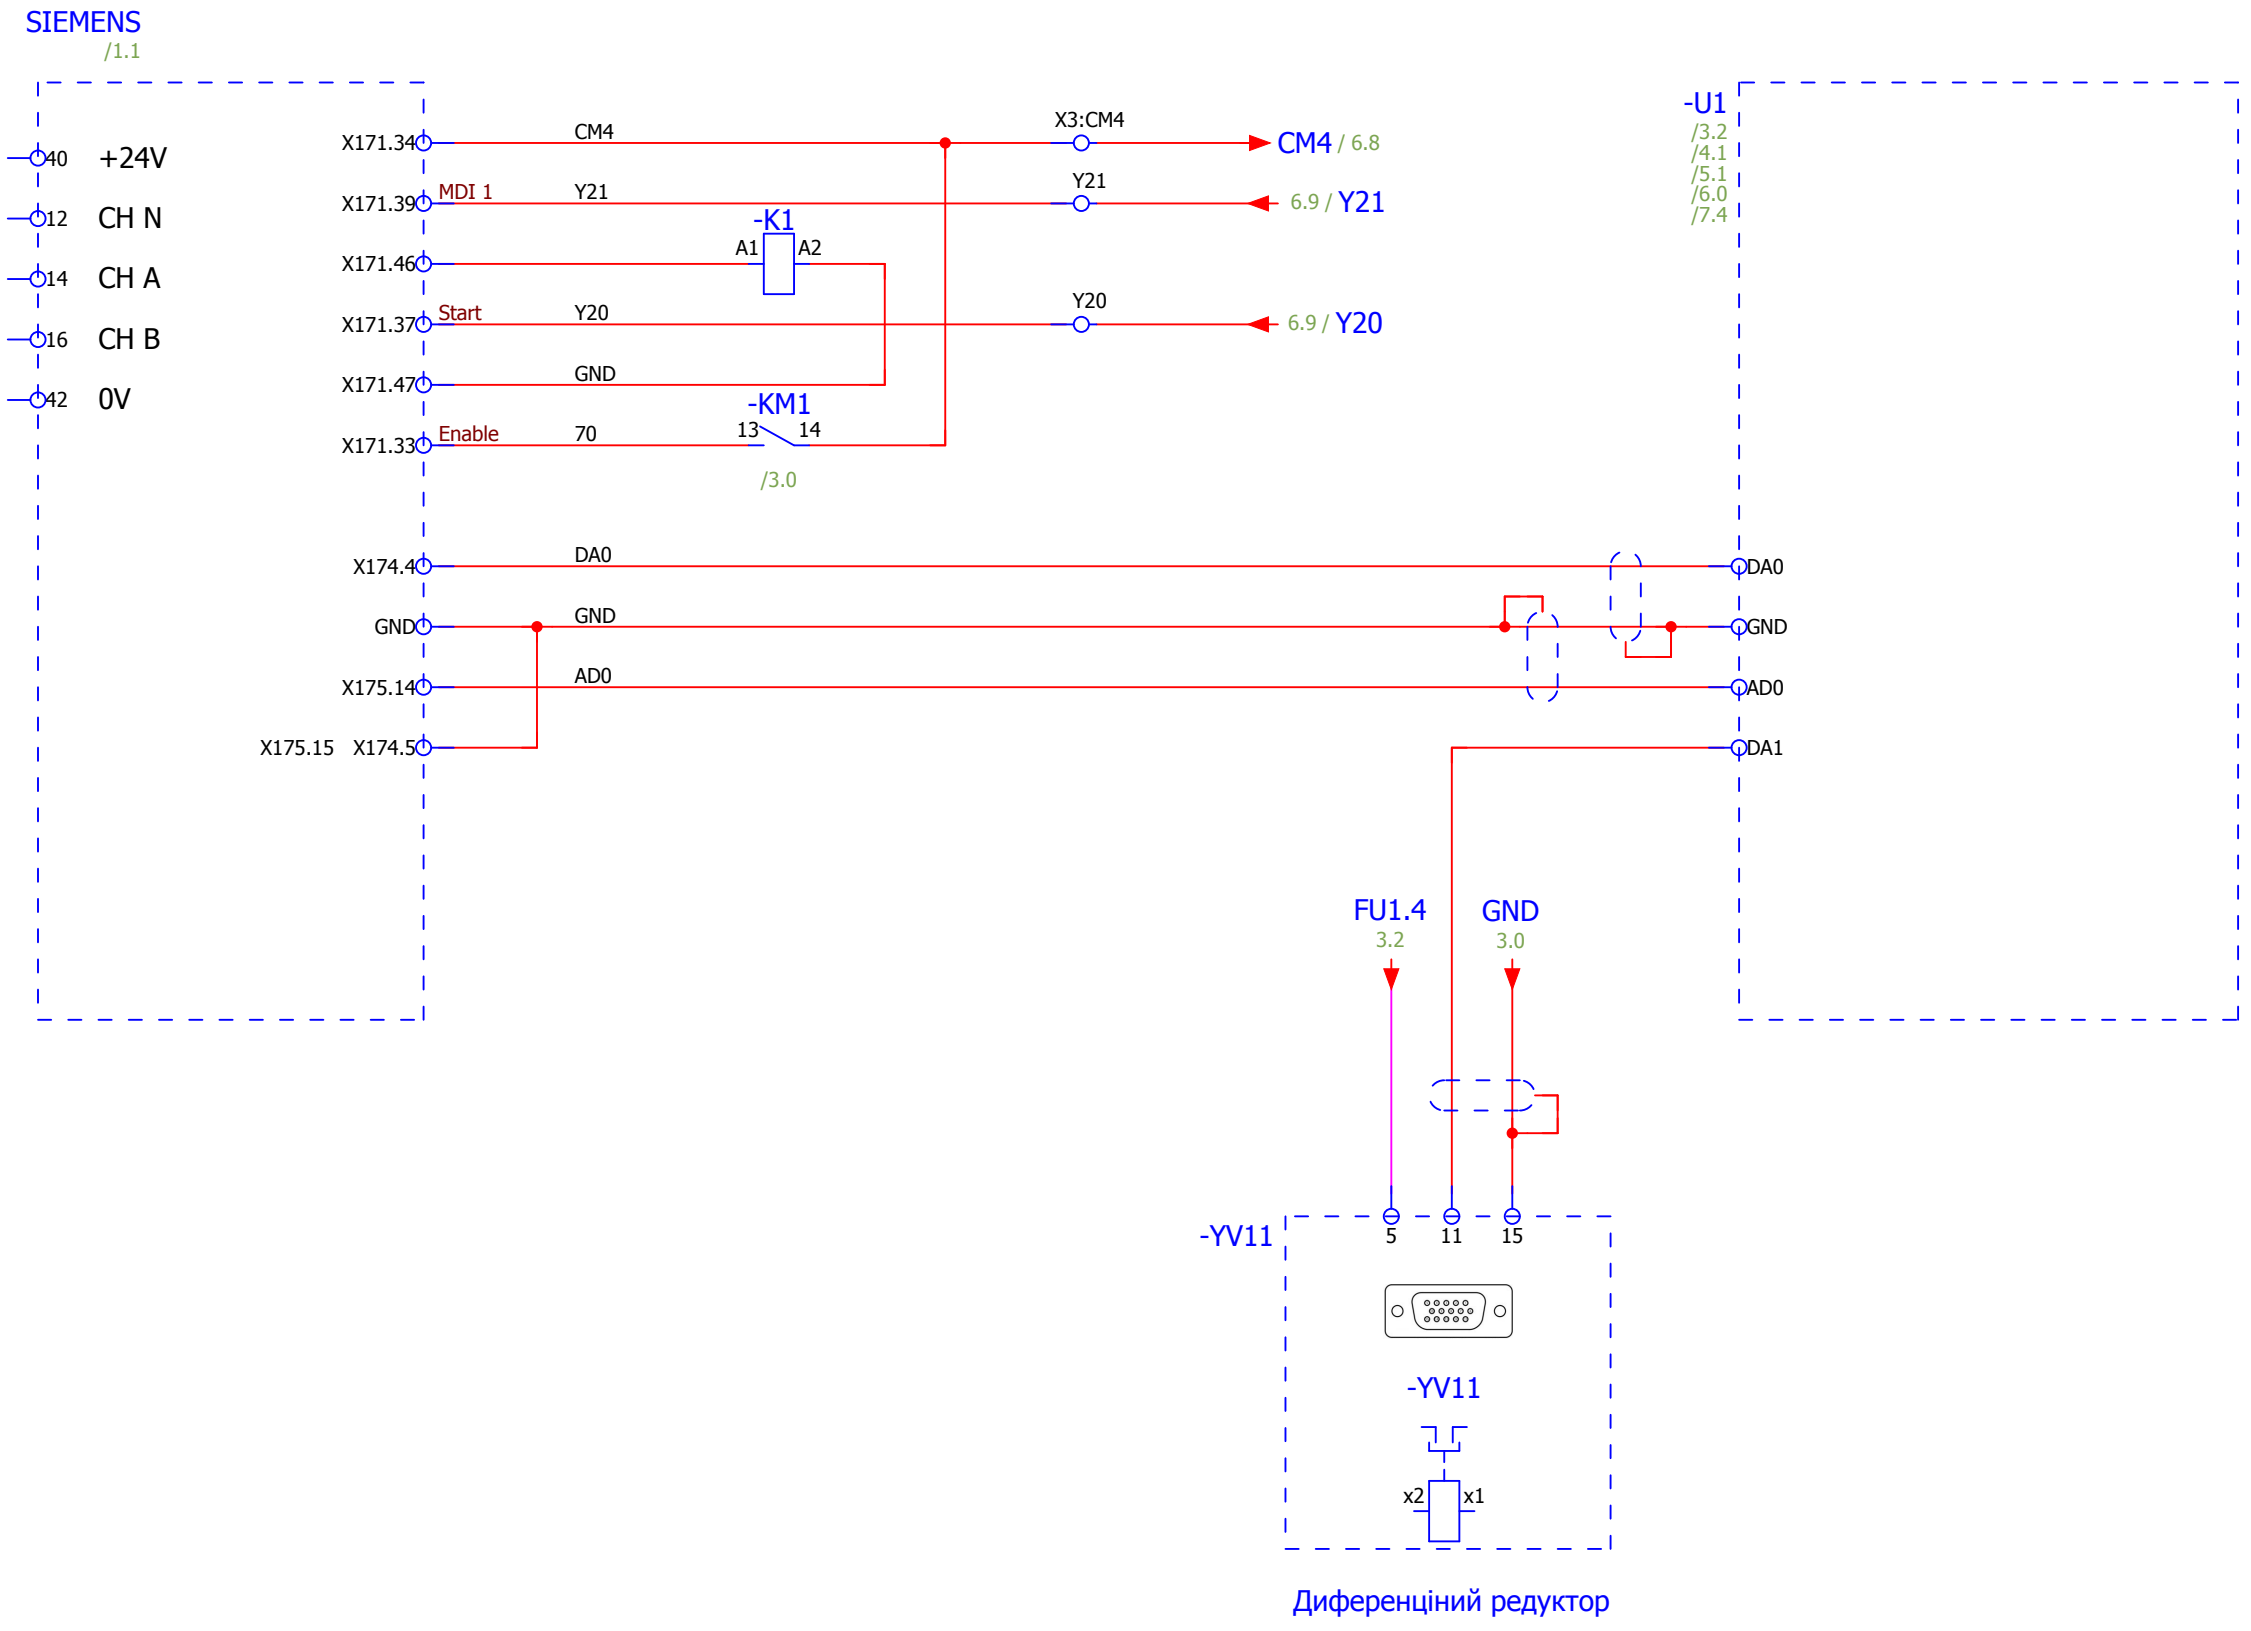 SIEMENS
/1.1
40 +24V
12 CH N
14 CH A
16 CH B
42 0V
X171.34 CM4 X3:CM4 CM4 / 6.8
X171.39 MDI 1 Y21 Y21 6.9 / Y21
-K1
X171.46 A1 A2
X171.37 Start Y20 Y20 6.9 / Y20
X171.47 GND
-KM1
X171.33 Enable 70 13 14
/3.0
-U1
/3.2
/4.1
/5.1
/6.0
/7.4
X174.4 DA0 DA0
GND GND GND
X175.14 AD0 AD0
X175.15 X174.5 DA1
FU1.4 GND
3.2 3.0
-YV11 5 11 15
-YV11
x2 x1
Диференціний редуктор